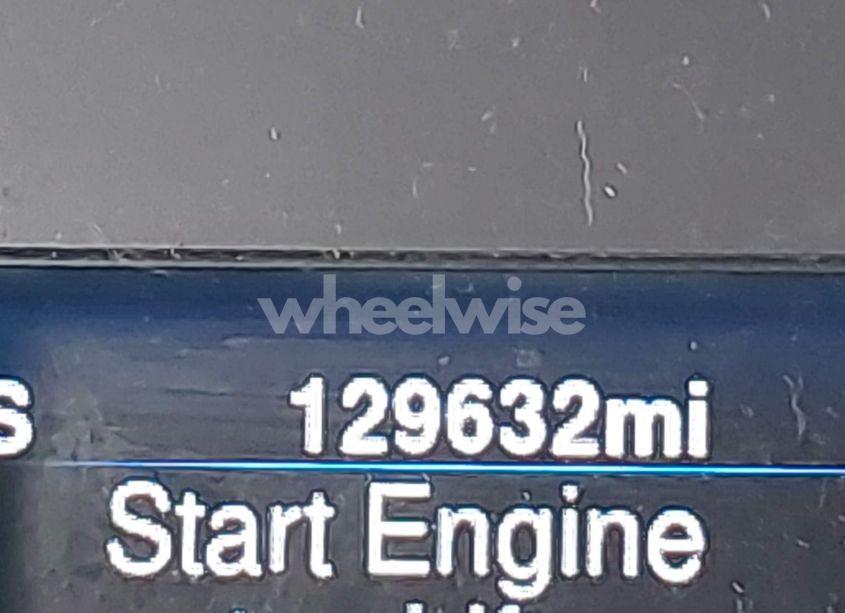 wheelwise
S 129632mi
Start Engine